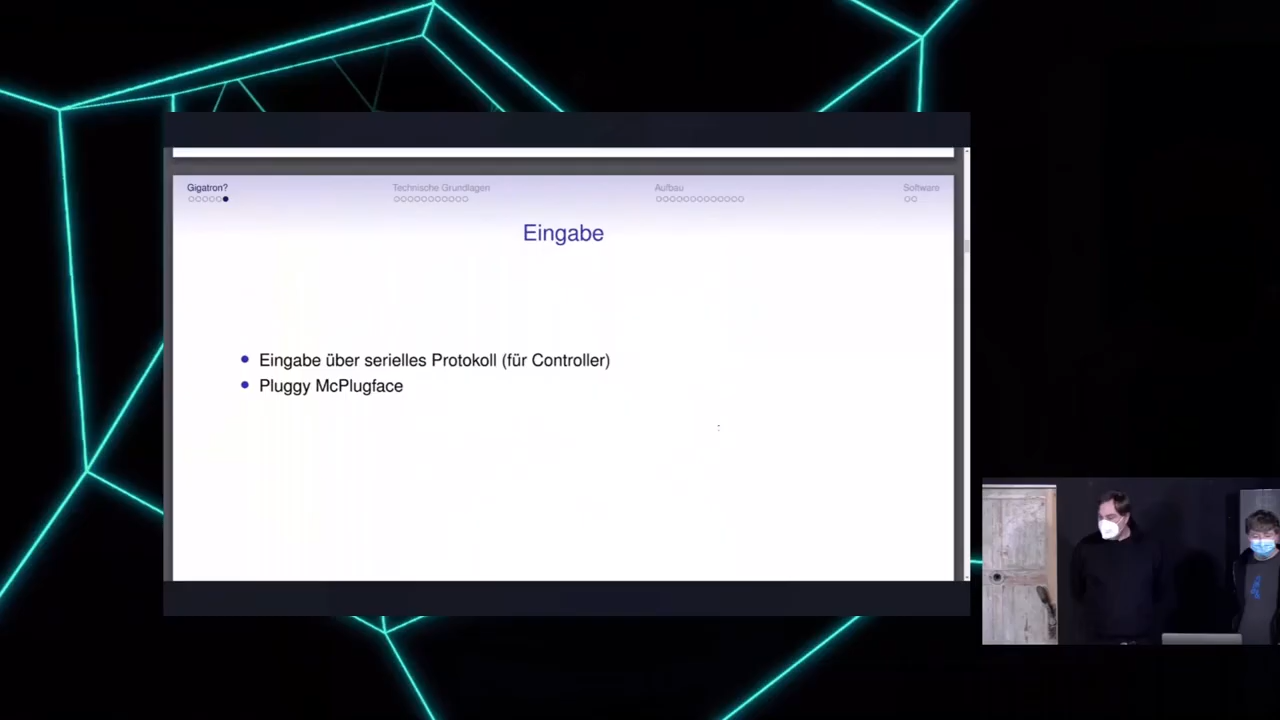 Gigatron?
Technische Grundlagen
Aufbau
Software
Eingabe
Eingabe über serielles Protokoll (für Controller)
Pluggy McPlugface